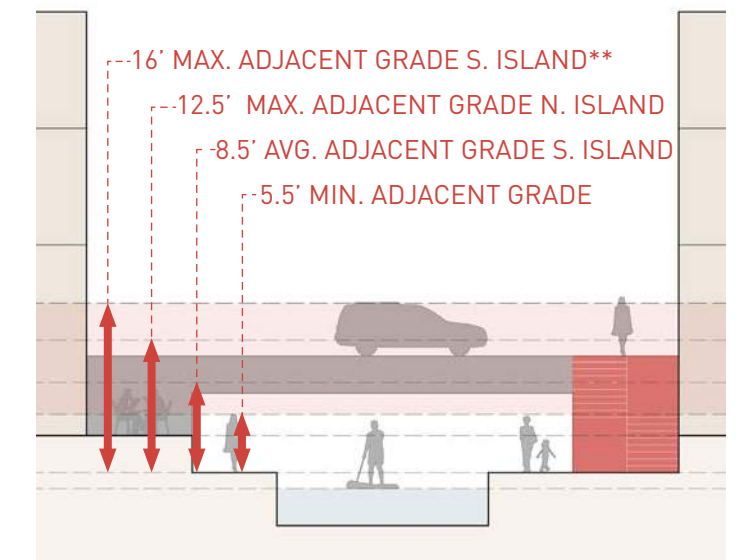 16’ MAX. ADJACENT GRADE S. ISLAND**
12.5’ MAX. ADJACENT GRADE N. ISLAND
8.5’ AVG. ADJACENT GRADE S. ISLAND
5.5’ MIN. ADJACENT GRADE